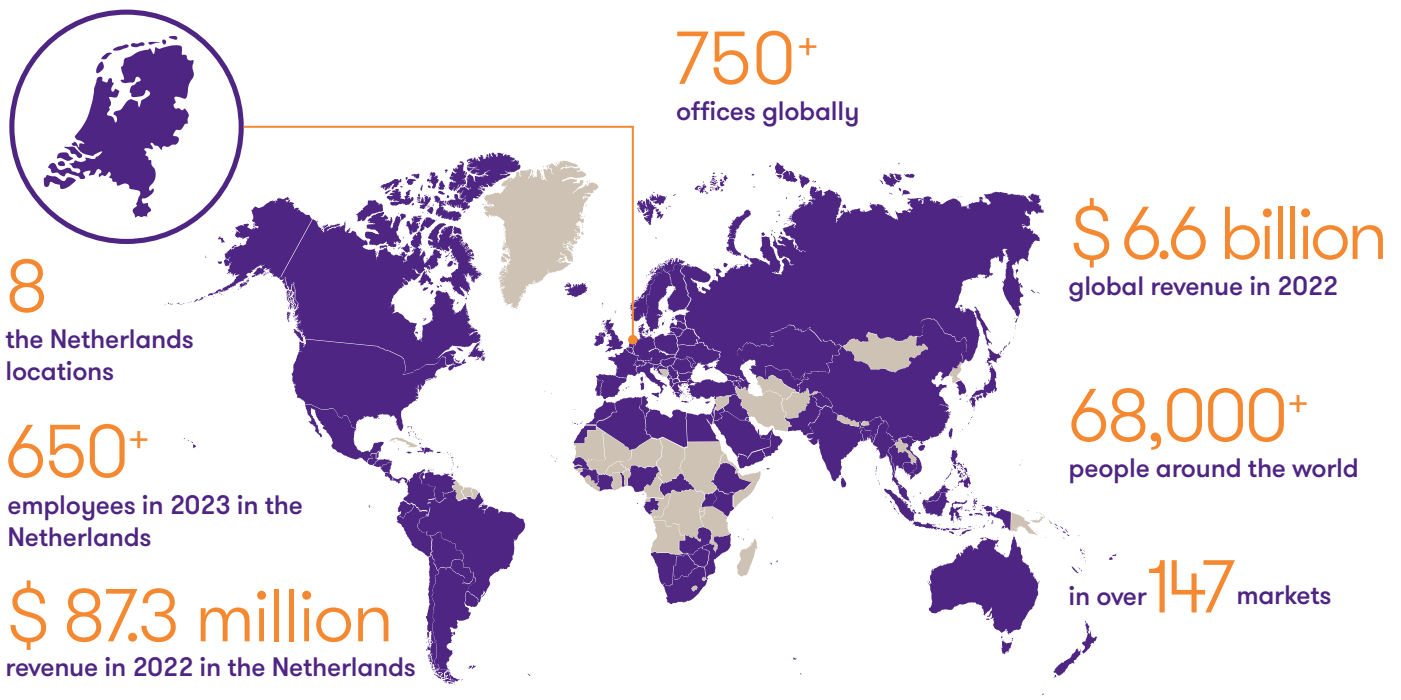 750+
offices globally
8
the Netherlands
locations
650+
employees in 2023 in the
Netherlands
$ 87.3 million
revenue in 2022 in the Netherlands
$ 6.6 billion
global revenue in 2022
68,000+
people around the world
in over 147 markets